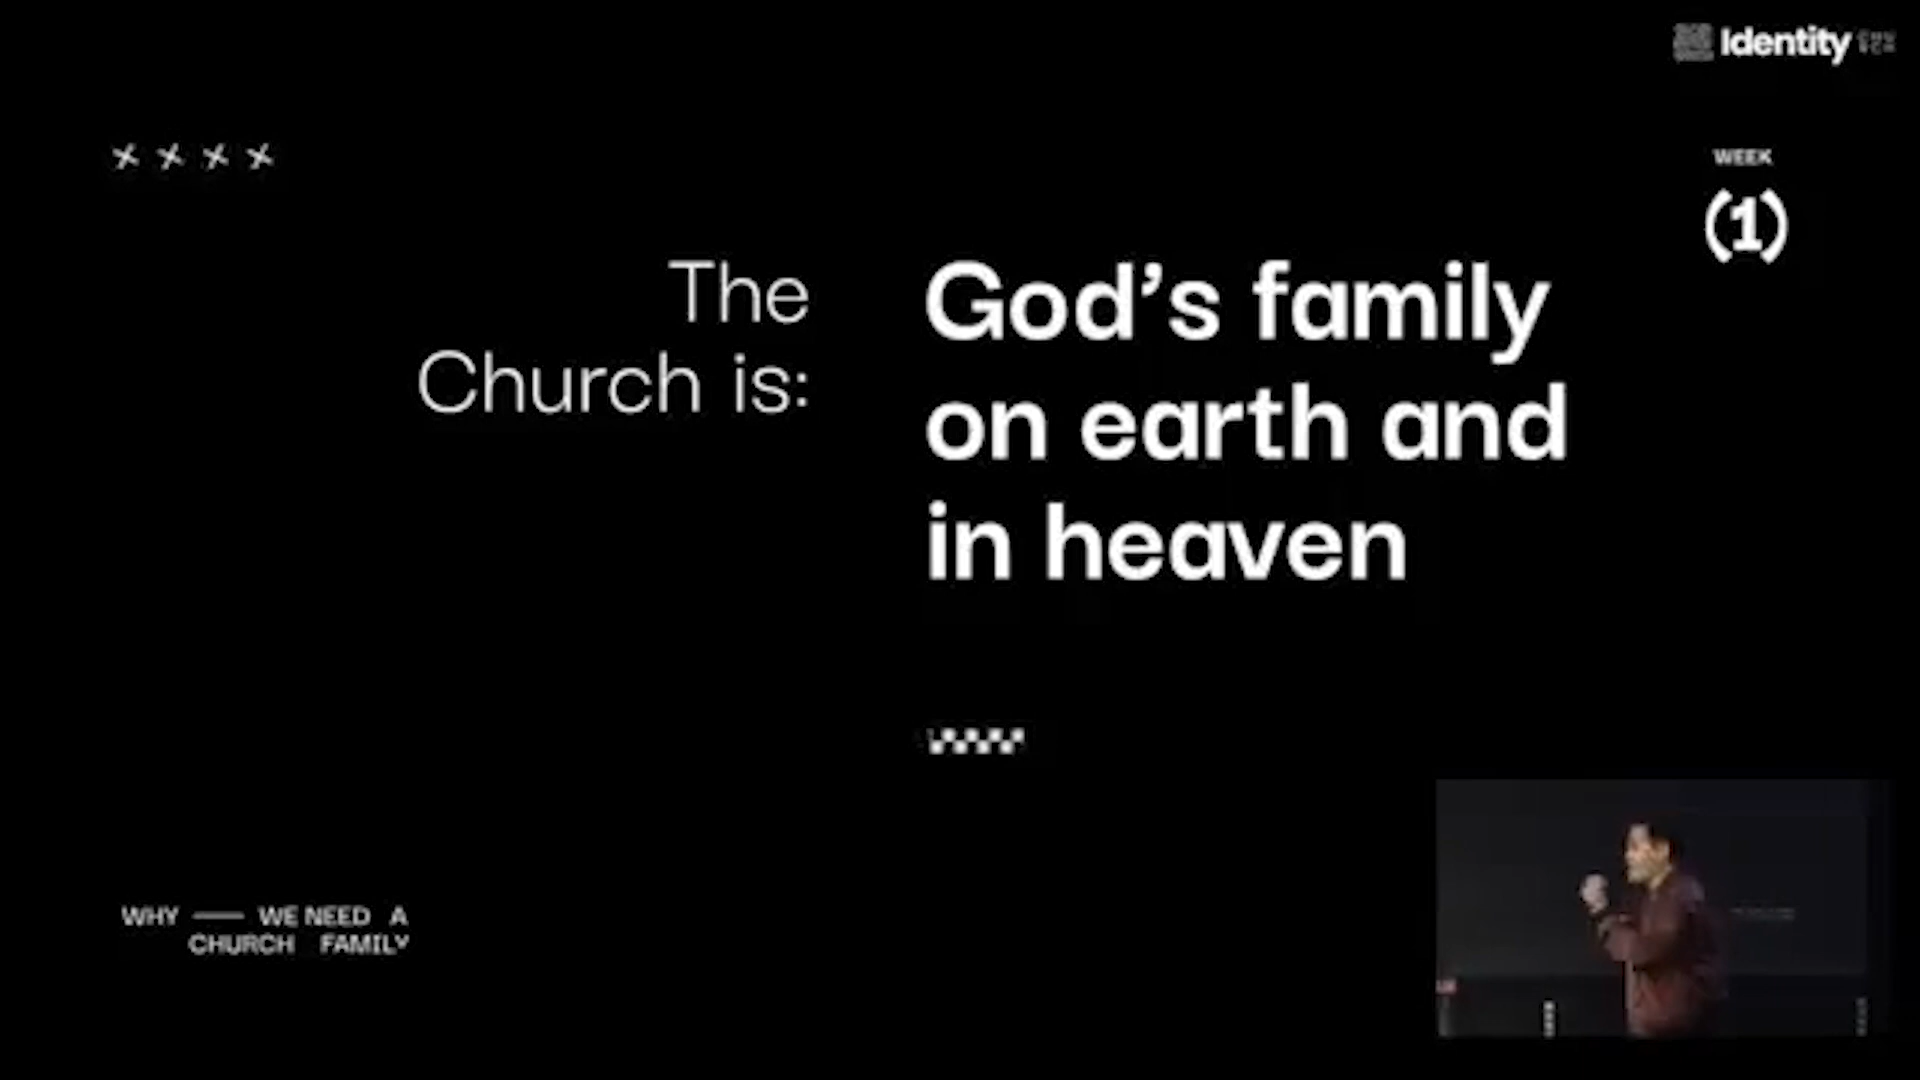 Identity
WEEK
(1)
The
Church is:
God's family
on earth and
in heaven
WHY — WE NEED A
CHURCH FAMILY